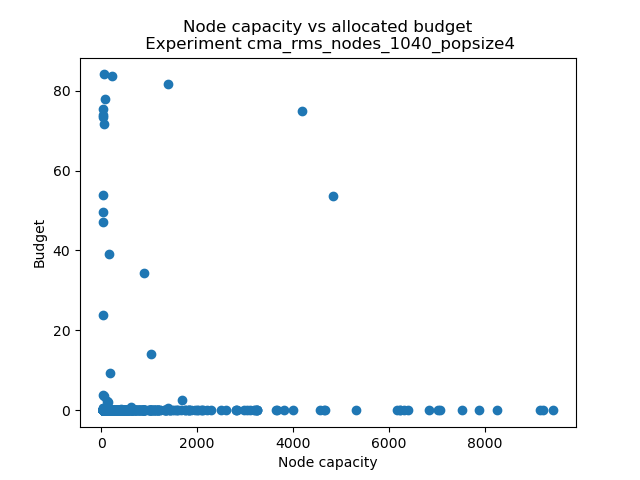 Node capacity vs allocated budget
Experiment cma_rms_nodes_1040_popsize4
80
60
40
20
0
Budget
0 2000 4000 6000 8000
Node capacity